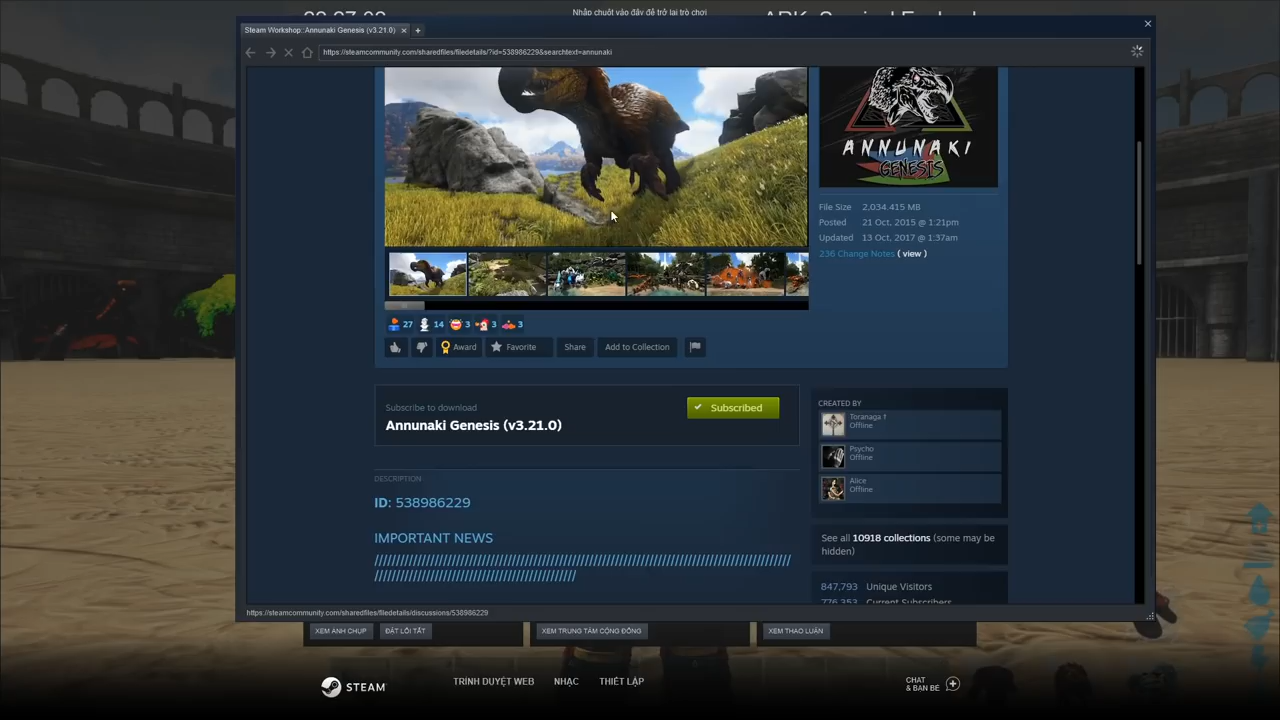 Nhấp chuột vào đây để trở lại trò chơi
Steam Workshop::Annunaki Genesis (v3.21.0)
https://steamcommunity.com/sharedfiles/filedetails/?id=538986229&searchtext=annunaki
ANNUNAKI
GENESIS
File Size 2,034.415 MB
Posted 21 Oct, 2015 @ 1:21pm
Updated 13 Oct, 2017 @ 1:37am
236 Change Notes ( view )
27 14 3 3 3
Award Favorite Share Add to Collection
Subscribe to download
Annunaki Genesis (v3.21.0)
Subscribed
CREATED BY
Toranaga †
Offline
Psycho
Offline
Alice
Offline
DESCRIPTION
ID: 538986229
IMPORTANT NEWS
See all 10918 collections (some may be
hidden)
847,793 Unique Visitors
776,353 Current Subscribers
https://steamcommunity.com/sharedfiles/filedetails/discussions/538986229
XEM ẢNH CHỤP ĐẶT LỐI TẮT XEM TRUNG TÂM CỘNG ĐỒNG XEM THẢO LUẬN
STEAM TRÌNH DUYỆT WEB NHẠC THIẾT LẬP
CHAT
& BẠN BÈ